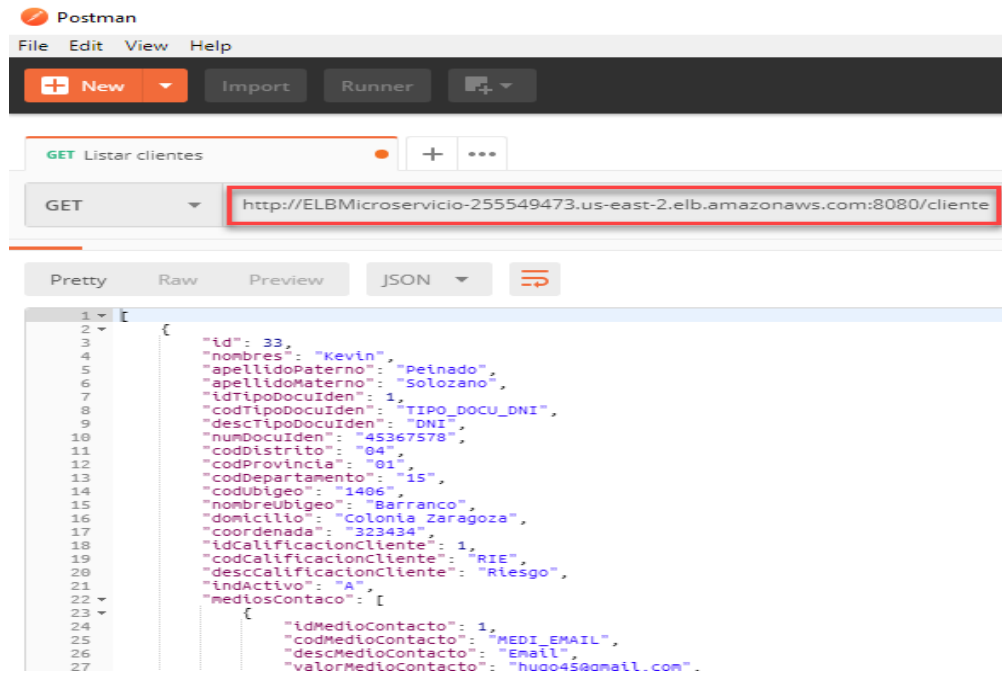 Postman
File Edit View Help
New Import Runner
GET Listar clientes
GET http://ELBMicroservicio-255549473.us-east-2.elb.amazonaws.com:8080/cliente
Pretty Raw Preview JSON
1 [
2 {
3 "id": 33,
4 "nombres": "Kevin",
5 "apellidoPaterno": "Peinado",
6 "apellidoMaterno": "Solozano",
7 "idTipoDocuIden": 1,
8 "codTipoDocuIden": "TIPO_DOCU_DNI",
9 "descTipoDocuIden": "DNI",
10 "numDocuIden": "45367578",
11 "codDistrito": "04",
12 "codProvincia": "01",
13 "codDepartamento": "15",
14 "codUbigeo": "1406",
15 "nombreUbigeo": "Barranco",
16 "domicilio": "Colonia Zaragoza",
17 "coordenada": "323434",
18 "idCalificacionCliente": 1,
19 "codCalificacionCliente": "RIE",
20 "descCalificacionCliente": "Riesgo",
21 "indActivo": "A",
22 "mediosContaco": [
23 {
24 "idMedioContacto": 1,
25 "codMedioContacto": "MEDI_EMAIL",
26 "descMedioContacto": "Email",
27 "valorMedioContacto": "hugo45@gmail.com",